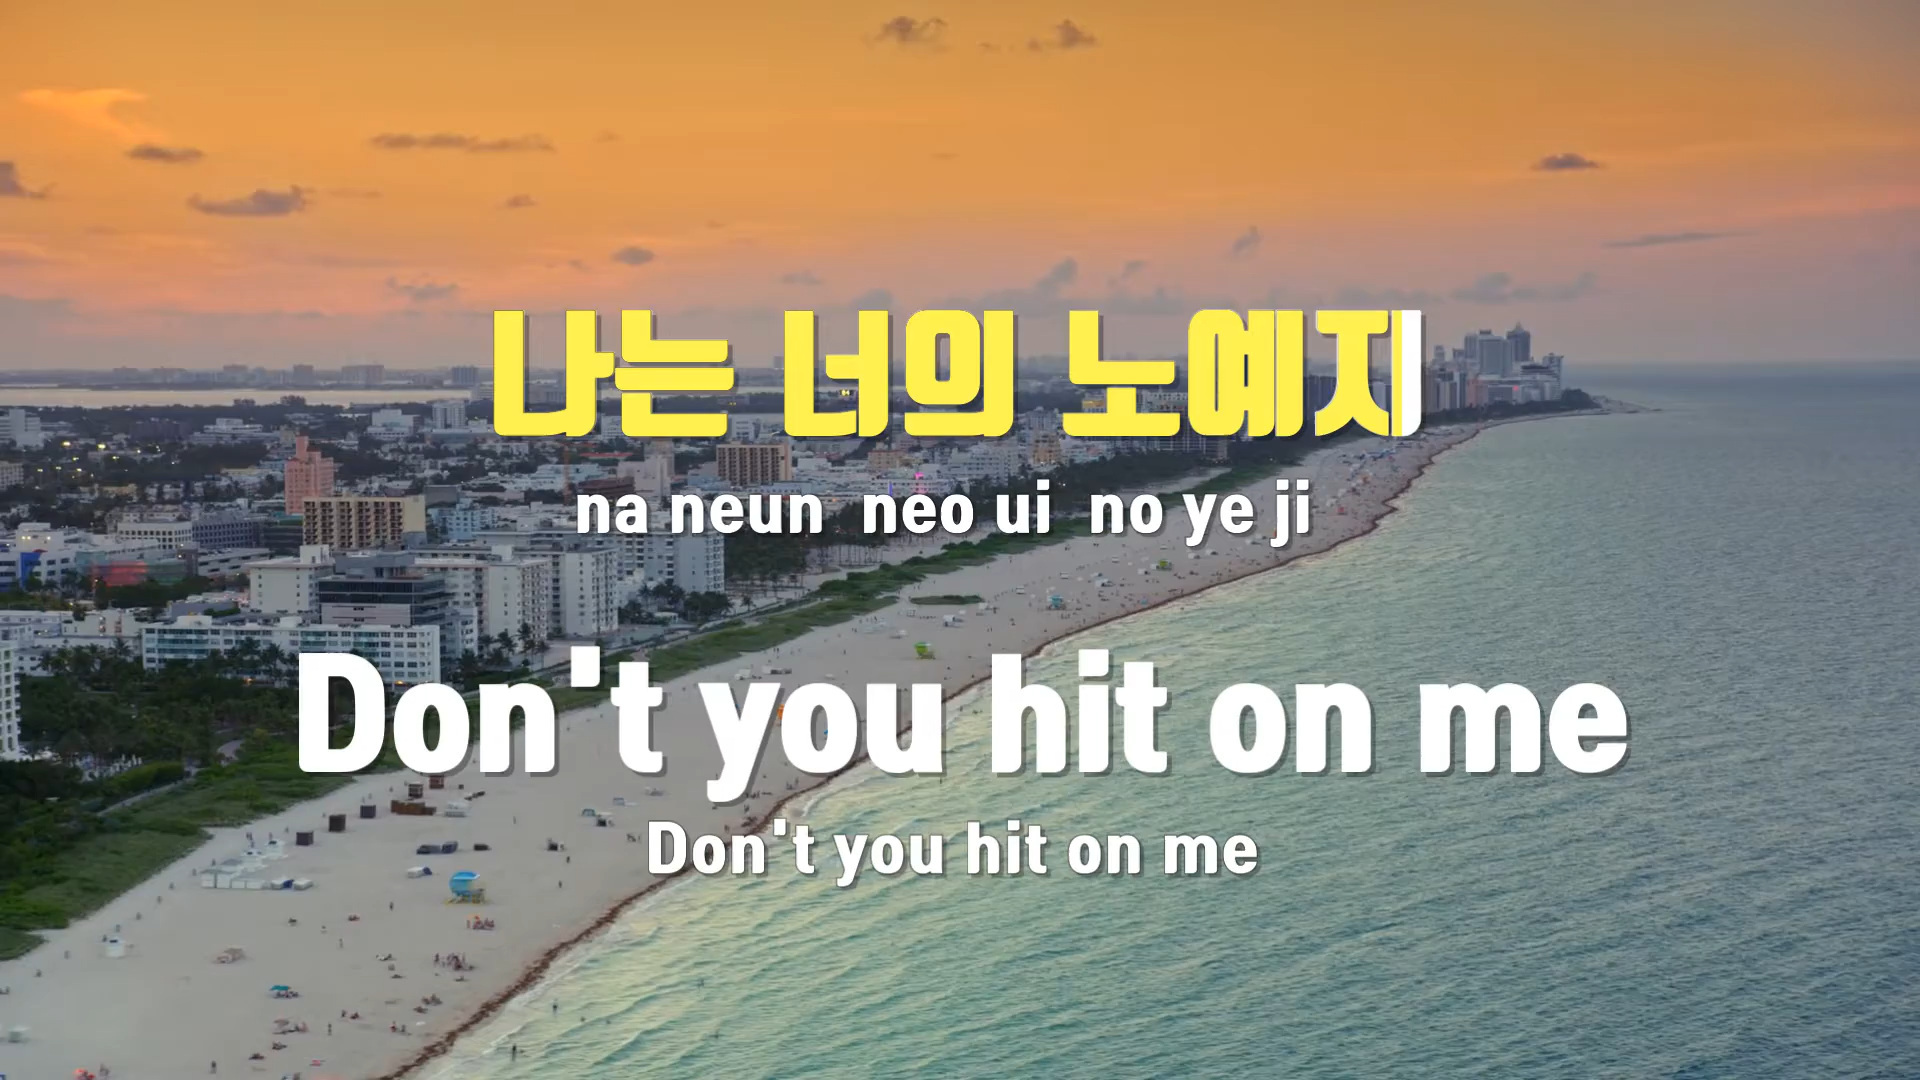 나는 너의 노예지
na neun neo ui no ye ji
Don't you hit on me
Don't you hit on me